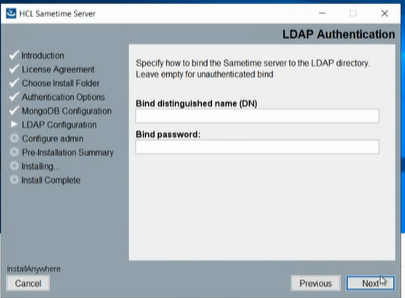 HCL Sametime Server
LDAP Authentication
Introduction
License Agreement
Choose Install Folder
Authentication Options
MongoDB Configuration
LDAP Configuration
Configure admin
Pre-Installation Summary
Installing...
Install Complete
Specify how to bind the Sametime server to the LDAP directory.
Leave empty for unauthenticated bind
Bind distinguished name (DN)
Bind password:
InstallAnywhere
Cancel
Previous
Next